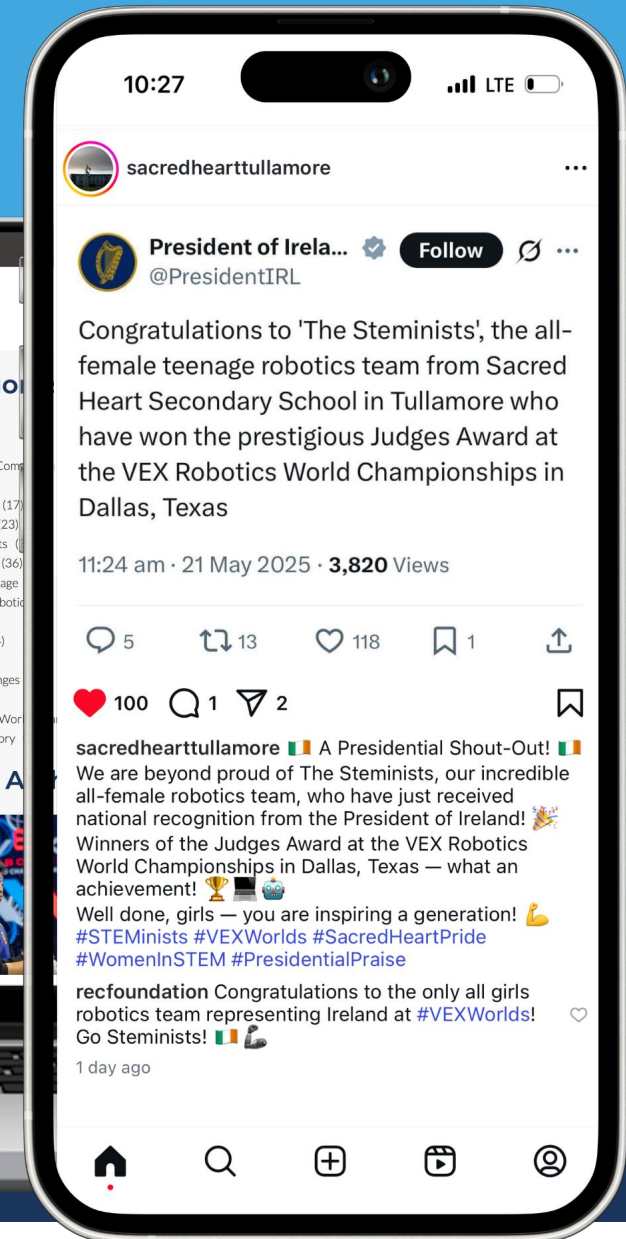 10:27
LTE
sacredhearttullamore
President of Irela...
Follow
@PresidentIRL
Congratulations to 'The Steminists', the all-
female teenage robotics team from Sacred
Heart Secondary School in Tullamore who
have won the prestigious Judges Award at
the VEX Robotics World Championships in
Dallas, Texas
11:24 am · 21 May 2025 · 3,820 Views
5 13 118 1
100 1 2
sacredhearttullamore 🇮🇪 A Presidential Shout-Out! 🇮🇪
We are beyond proud of The Steminists, our incredible
all-female robotics team, who have just received
national recognition from the President of Ireland! 🎉
Winners of the Judges Award at the VEX Robotics
World Championships in Dallas, Texas — what an
achievement! 🏆💻🤖
Well done, girls — you are inspiring a generation! 💪
#STEMinists #VEXWorlds #SacredHeartPride
#WomenInSTEM #PresidentialPraise
recfoundation Congratulations to the only all girls
robotics team representing Ireland at #VEXWorlds!
Go Steminists! 🇮🇪🦾
1 day ago
(17)
(23)
(36)